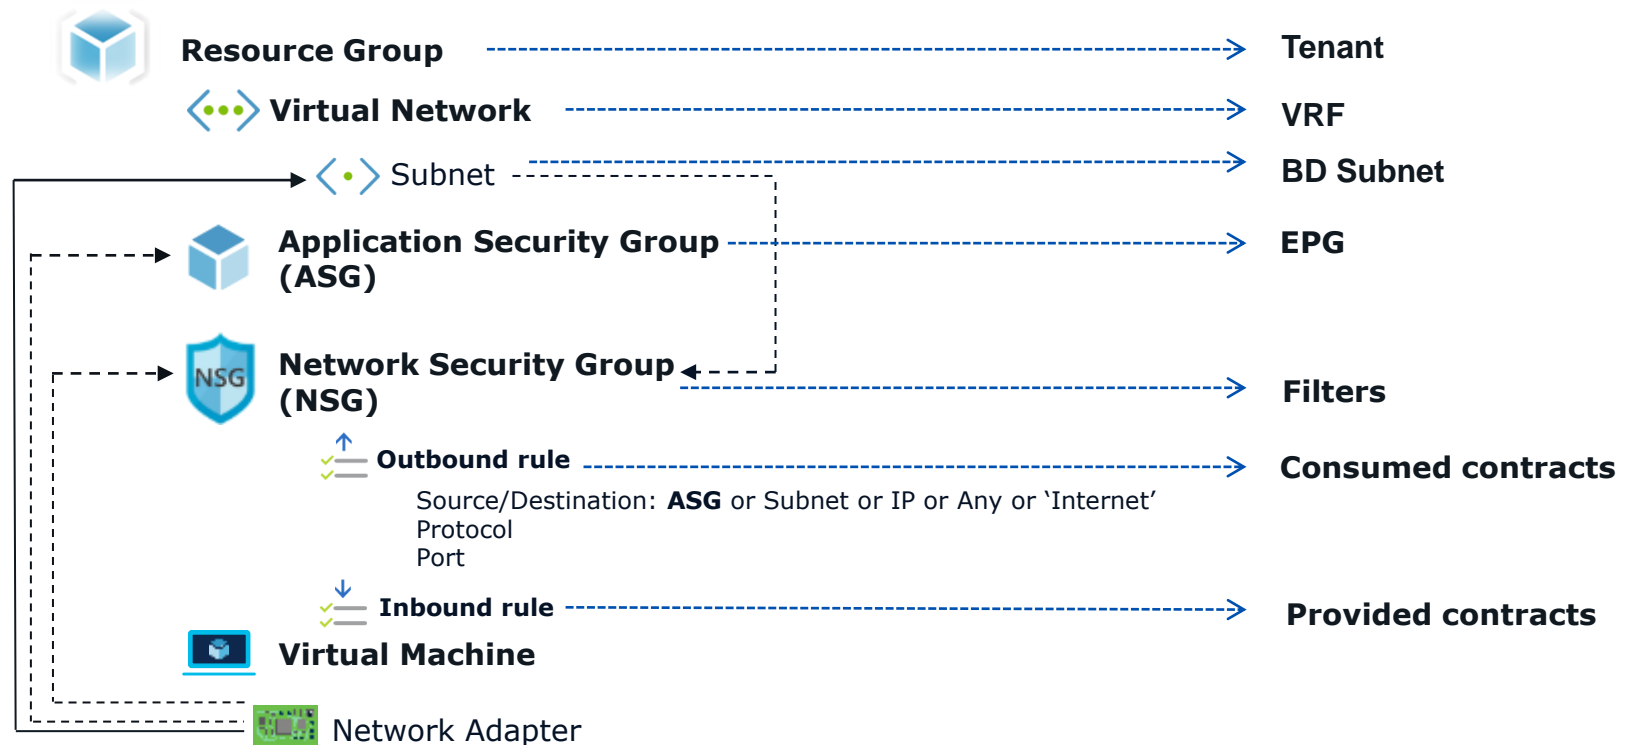 Resource Group
Tenant
Virtual Network
VRF
Subnet
BD Subnet
Application Security Group
(ASG)
EPG
NSG
Network Security Group
(NSG)
Filters
Outbound rule
Consumed contracts
Source/Destination: ASG or Subnet or IP or Any or ‘Internet’
Protocol
Port
Inbound rule
Provided contracts
Virtual Machine
Network Adapter